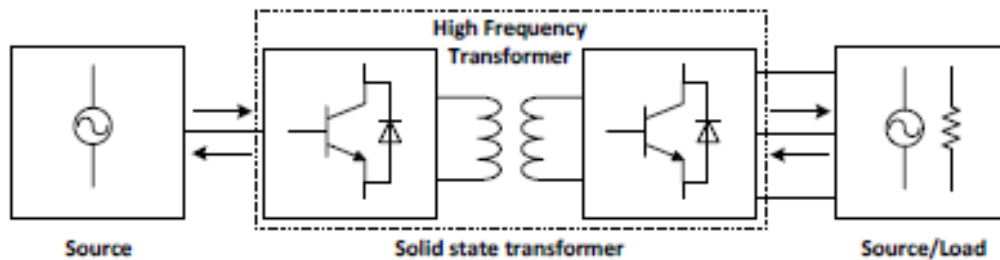 High Frequency
Transformer
Source
Solid state transformer
Source/Load